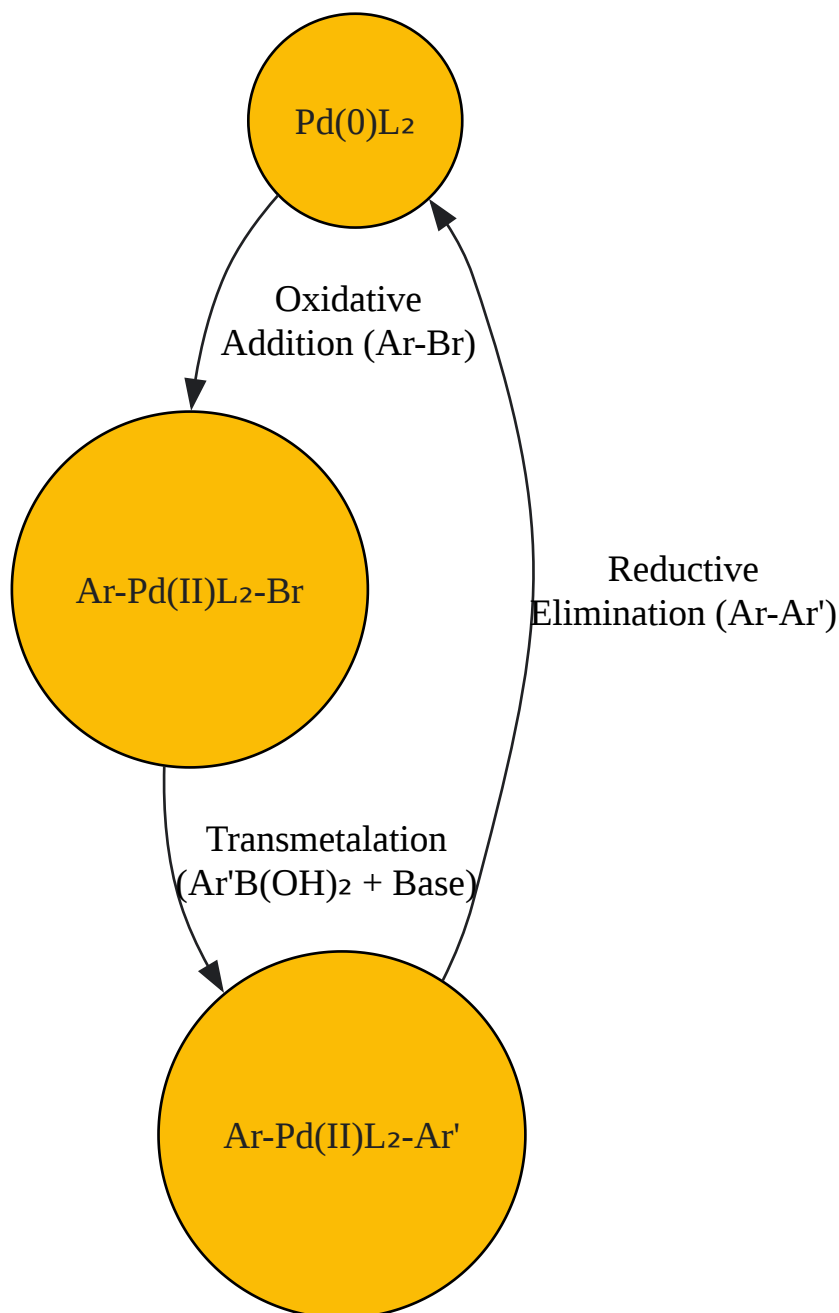 Pd(0)L₂
Oxidative
Addition (Ar-Br)
Ar-Pd(II)L₂-Br
Reductive
Elimination (Ar-Ar')
Transmetalation
(Ar'B(OH)₂ + Base)
Ar-Pd(II)L₂-Ar'